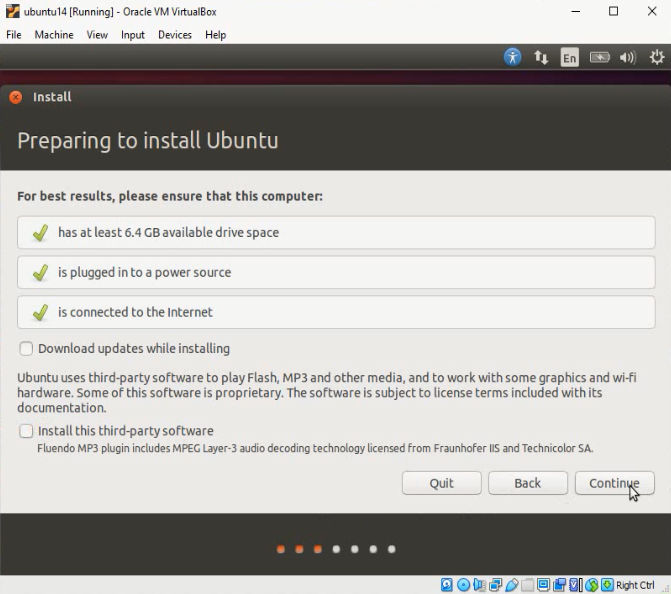 ubuntu14 [Running] - Oracle VM VirtualBox
File Machine View Input Devices Help
En
Install
Preparing to install Ubuntu
For best results, please ensure that this computer:
has at least 6.4 GB available drive space
is plugged in to a power source
is connected to the Internet
Download updates while installing
Ubuntu uses third-party software to play Flash, MP3 and other media, and to work with some graphics and wi-fi
hardware. Some of this software is proprietary. The software is subject to license terms included with its
documentation.
Install this third-party software
Fluendo MP3 plugin includes MPEG Layer-3 audio decoding technology licensed from Fraunhofer IIS and Technicolor SA.
Quit Back Continue
Right Ctrl